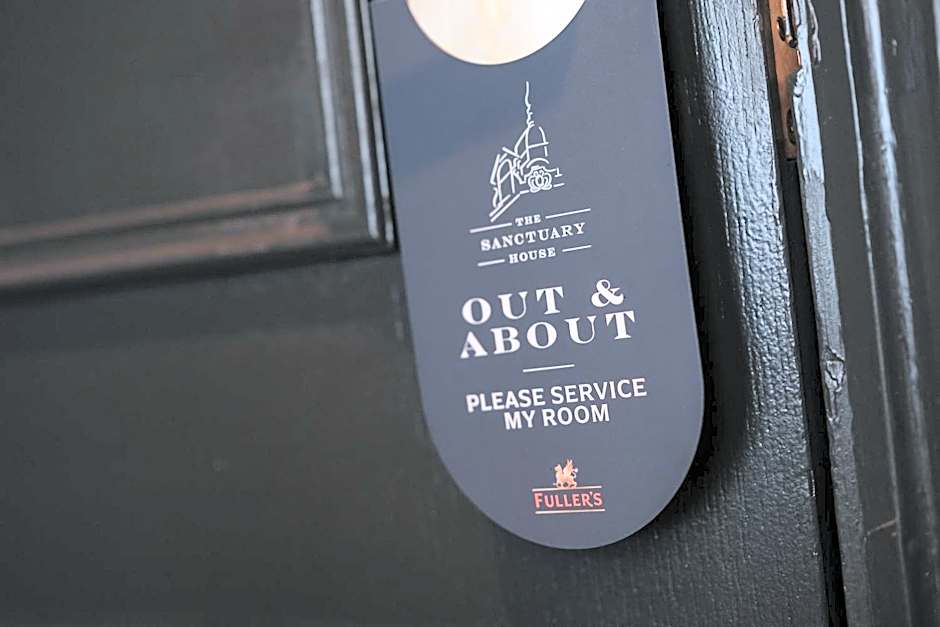 THE
SANCTUARY
HOUSE
OUT &
ABOUT
PLEASE SERVICE
MY ROOM
FULLER'S